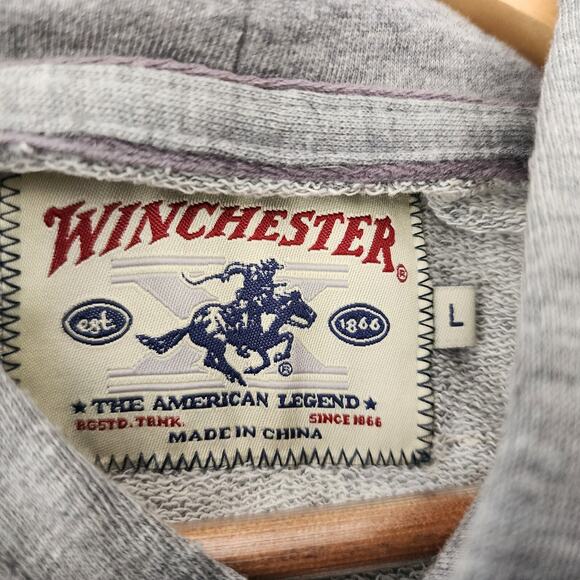 WINCHESTER®
est. 1866
®
★ THE AMERICAN LEGEND ★
RGSTD. TRMK. SINCE 1866
MADE IN CHINA
L